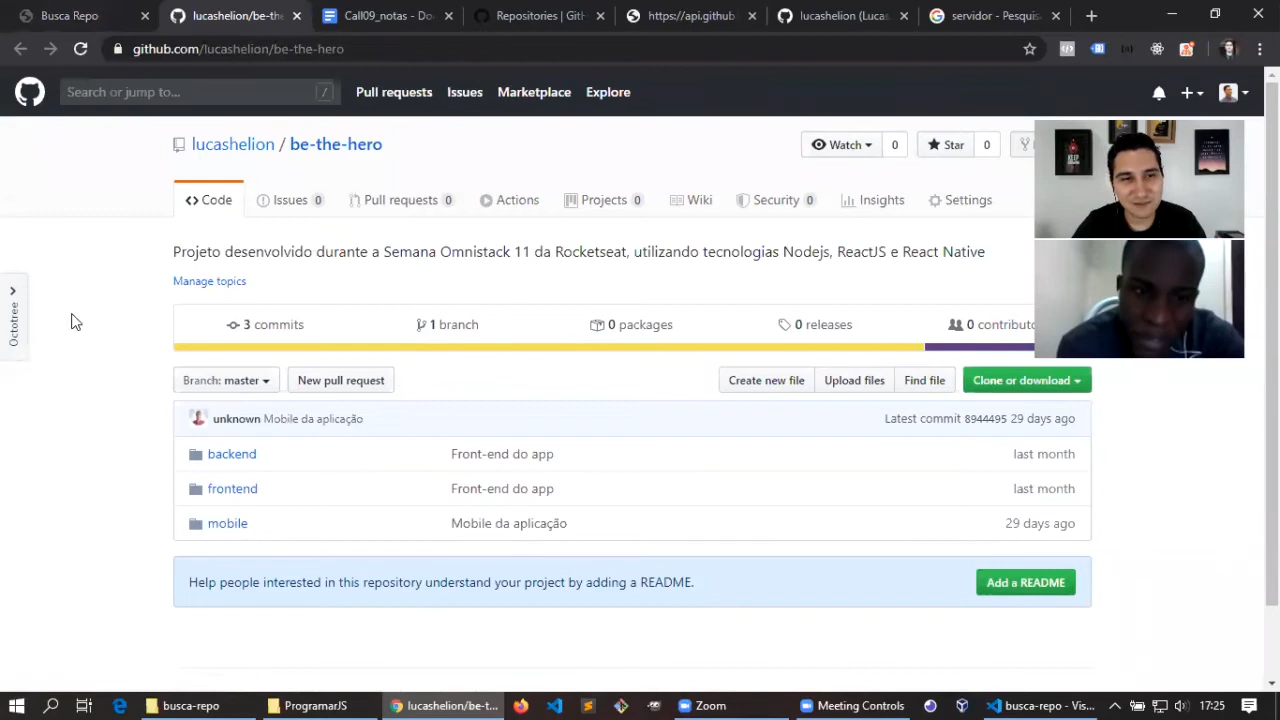 Busca Repo
lucashelion/be-the-
Call09_notas - Do
Repositories | GitH
https://api.github
lucashelion (Lucas
servidor - Pesquis
github.com/lucashelion/be-the-hero
Search or jump to...
/
Pull requests
Issues
Marketplace
Explore
lucashelion / be-the-hero
Watch
0
Star
0
Code
Issues 0
Pull requests 0
Actions
Projects 0
Wiki
Security 0
Insights
Settings
Projeto desenvolvido durante a Semana Omnistack 11 da Rocketseat, utilizando tecnologias Nodejs, ReactJS e React Native
Manage topics
Octotree
3 commits
1 branch
0 packages
0 releases
0 contributo
Branch: master
New pull request
Create new file
Upload files
Find file
Clone or download
unknown Mobile da aplicação
Latest commit 8944495 29 days ago
backend
Front-end do app
last month
frontend
Front-end do app
last month
mobile
Mobile da aplicação
29 days ago
Help people interested in this repository understand your project by adding a README.
Add a README
busca-repo
ProgramarJS
lucashelion/be-t...
Zoom
Meeting Controls
busca-repo - Vis...
17:25